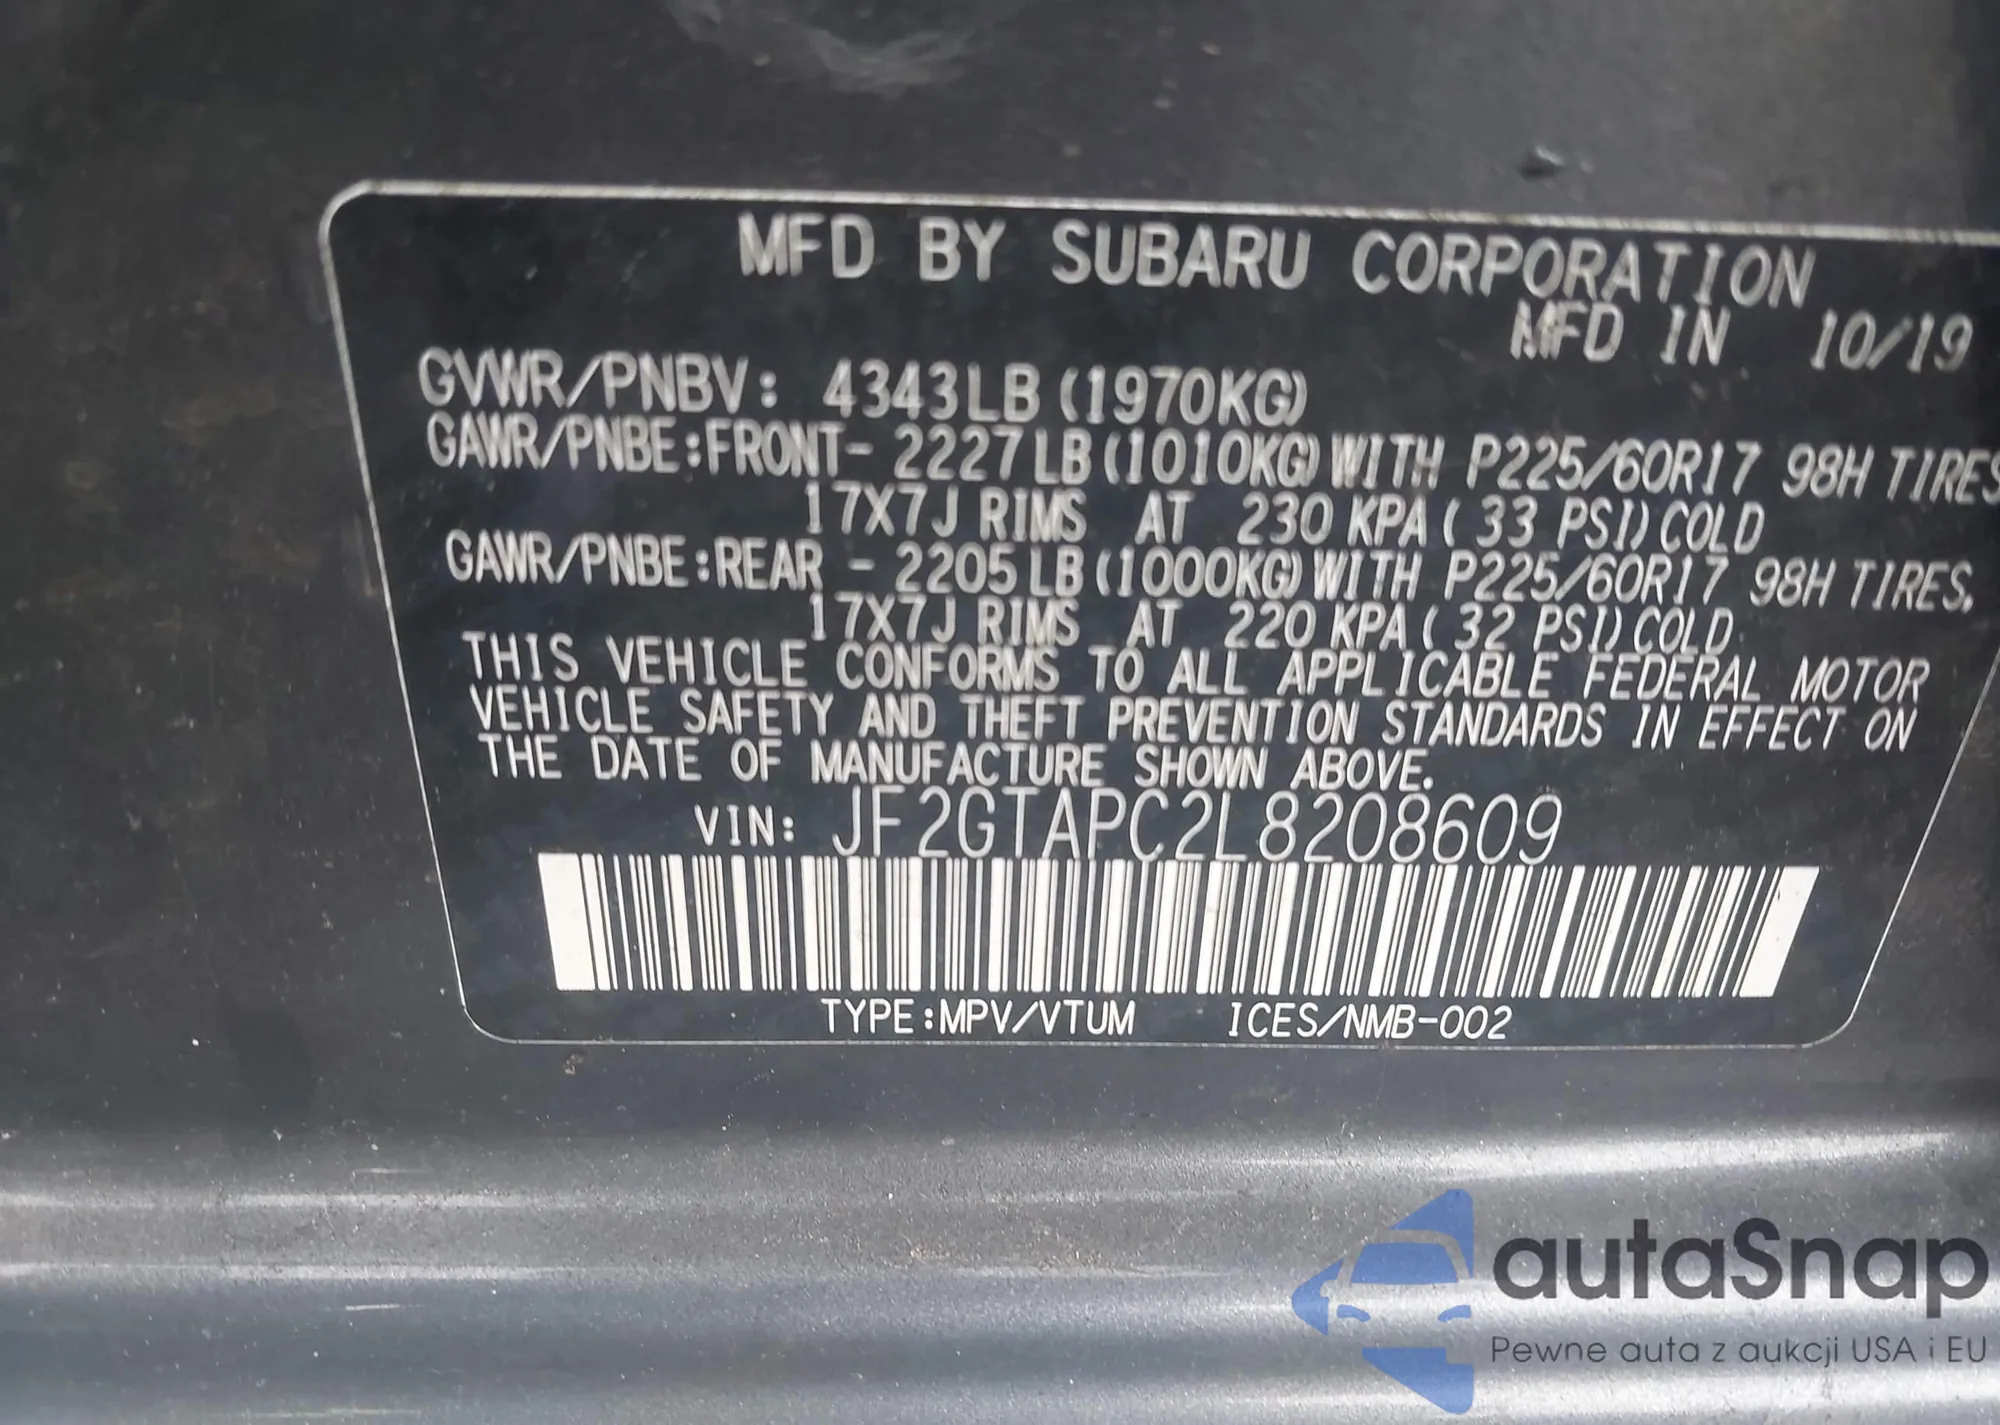 MFD BY SUBARU CORPORATION
MFD IN 10/19
GVWR/PNBV: 4343LB (1970KG)
GAWR/PNBE:FRONT- 2227LB (1010KG) WITH P225/60R17 98H TIRES
17X7J RIMS AT 230 KPA ( 33 PSI) COLD
GAWR/PNBE:REAR - 2205LB (1000KG) WITH P225/60R17 98H TIRES,
17X7J RIMS AT 220 KPA ( 32 PSI) COLD
THIS VEHICLE CONFORMS TO ALL APPLICABLE FEDERAL MOTOR
VEHICLE SAFETY AND THEFT PREVENTION STANDARDS IN EFFECT ON
THE DATE OF MANUFACTURE SHOWN ABOVE.
VIN: JF2GTAPC2L8208609
TYPE:MPV/VTUM ICES/NMB-002
autaSnap
Pewne auta z aukcji USA i EU